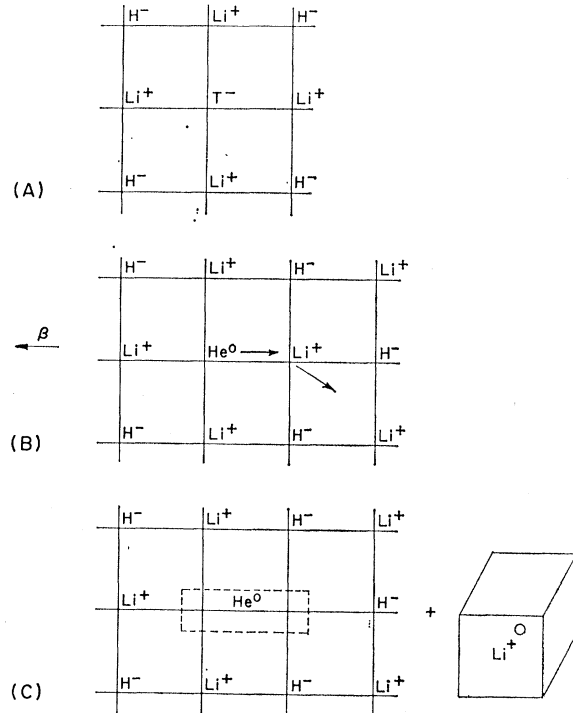 H⁻ Li⁺ H⁻
Li⁺ T⁻ Li⁺
(A)
H⁻ Li⁺ H⁻
H⁻ Li⁺ H⁻ Li⁺
β
Li⁺ He⁰ Li⁺ H⁻
(B)
H⁻ Li⁺ H⁻ Li⁺
H⁻ Li⁺ H⁻ Li⁺
Li⁺ He⁰ H⁻ + Li⁺
(C)
H⁻ Li⁺ H⁻ Li⁺